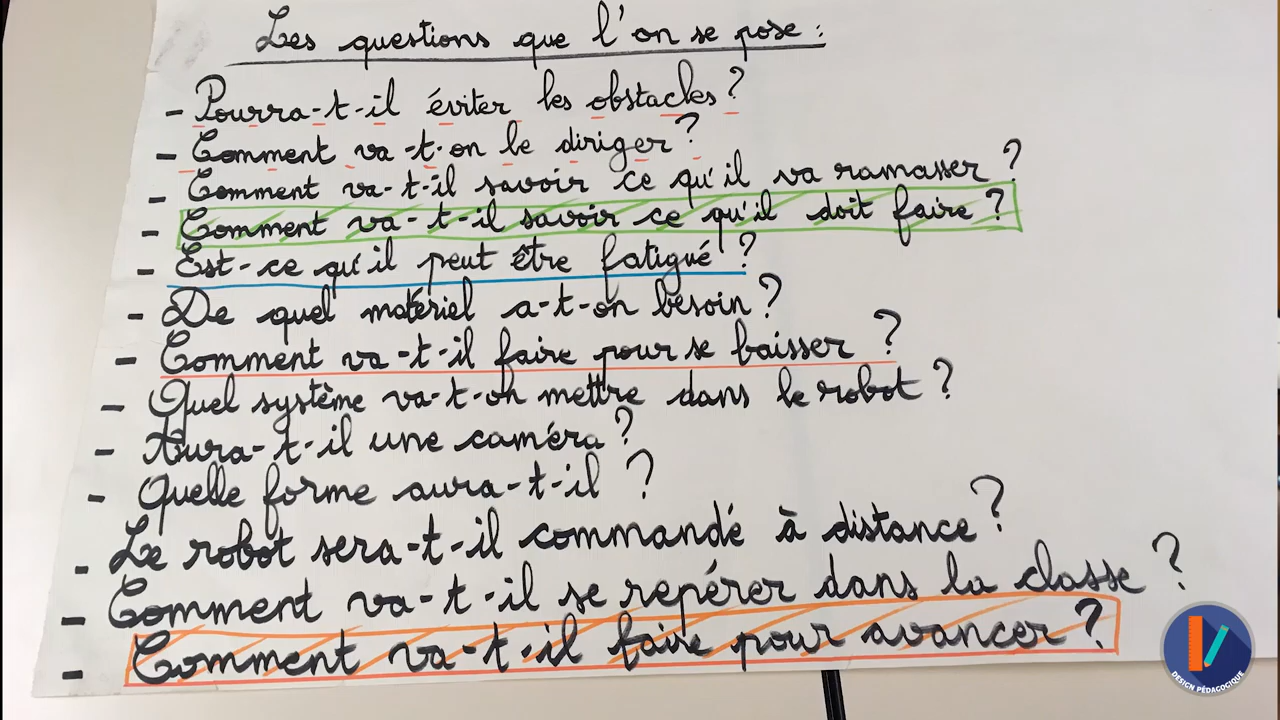 Les questions que l'on se pose :
- Pourra-t-il éviter les obstacles ?
- Comment va-t-on le diriger ?
- Comment va-t-il savoir ce qu'il va ramasser ?
- Comment va-t-il savoir ce qu'il doit faire ?
- Est-ce qu'il peut être fatigué ?
- De quel matériel a-t-on besoin ?
- Comment va-t-il faire pour se baisser ?
- Quel système va-t-on mettre dans le robot ?
- Aura-t-il une caméra ?
- Quelle forme aura-t-il ?
- Le robot sera-t-il commandé à distance ?
- Comment va-t-il se repérer dans la classe ?
- Comment va-t-il faire pour avancer ?
DESIGN PÉDAGOGIQUE